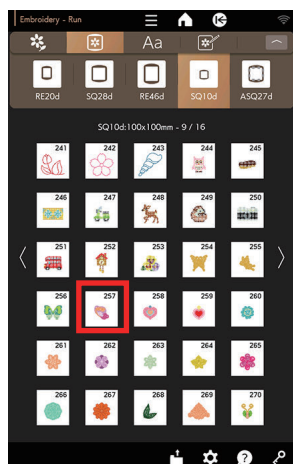 Embroidery - Run
Aa
RE20d SQ28d RE46d SQ10d ASQ27d
SQ10d:100x100mm - 9 / 16
241 242 243 244 245
246 247 248 249 250
251 252 253 254 255
256 257 258 259 260
261 262 263 264 265
266 267 268 269 270
?